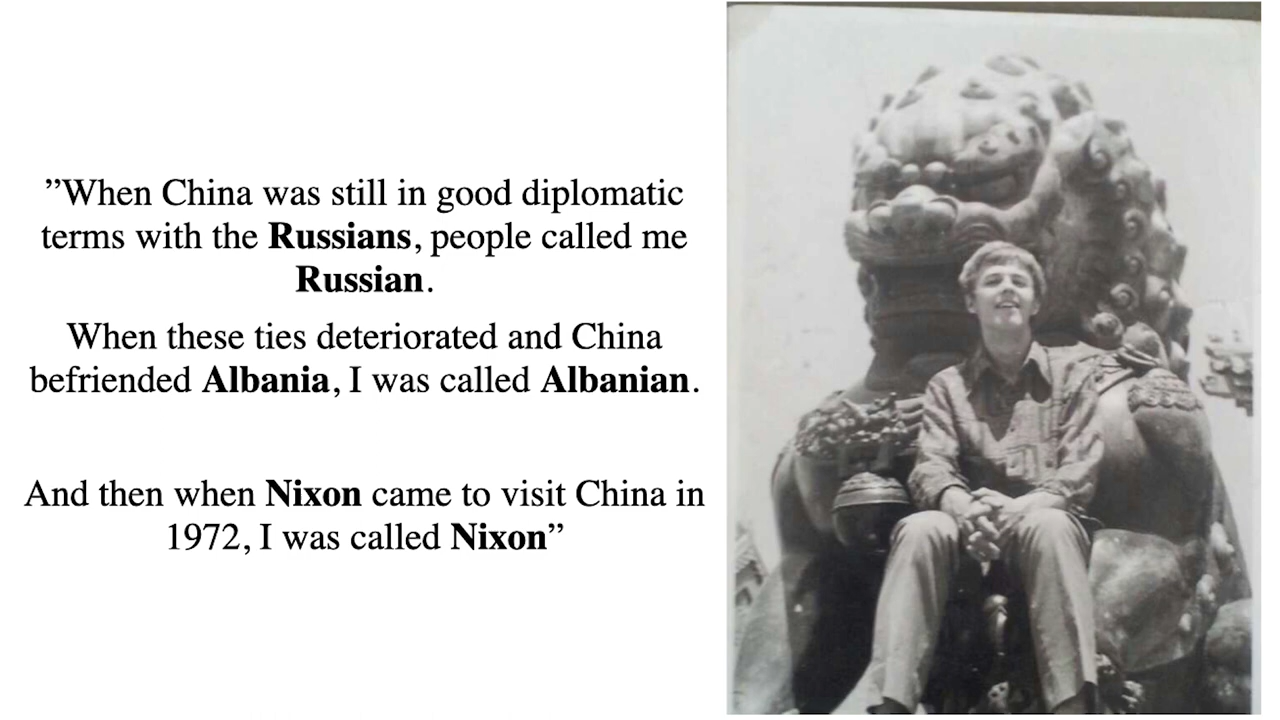 ”When China was still in good diplomatic
terms with the Russians, people called me
Russian.
When these ties deteriorated and China
befriended Albania, I was called Albanian.
And then when Nixon came to visit China in
1972, I was called Nixon”